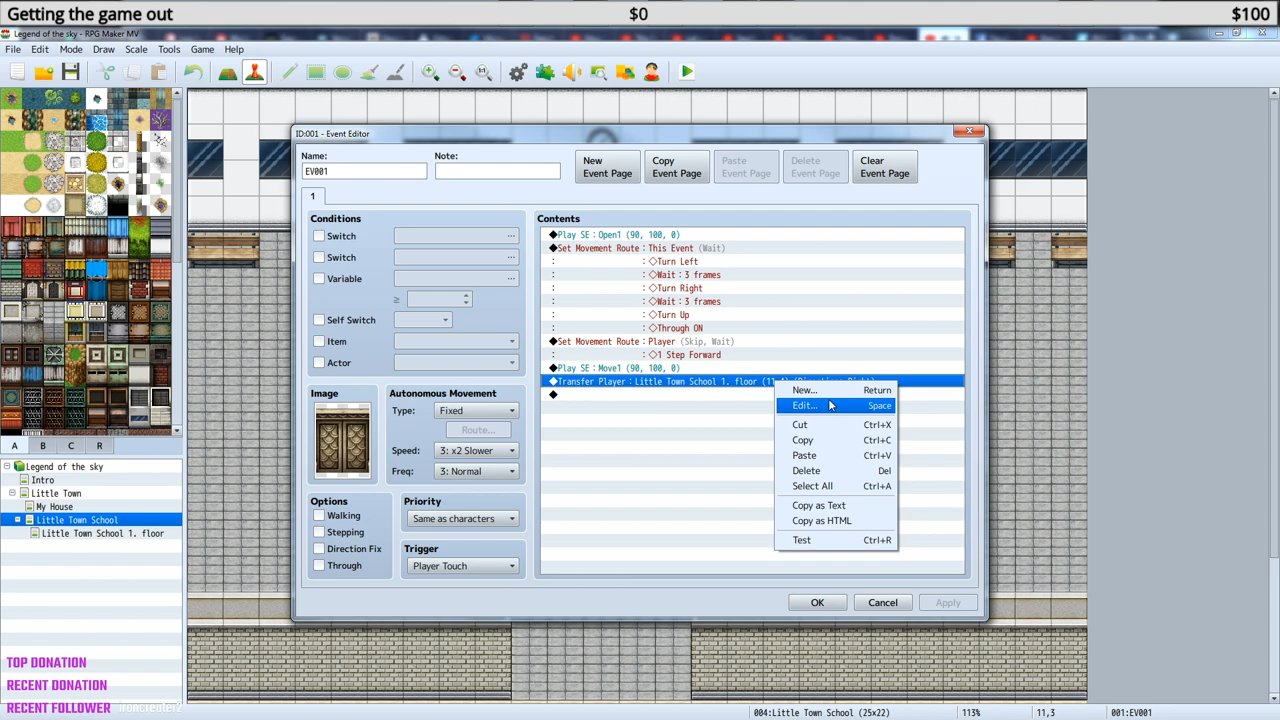 Getting the game out $0 $100
Legend of the sky - RPG Maker MV
File Edit Mode Draw Scale Tools Game Help
1:1
ID:001 - Event Editor
Name: Note:
EV001
New Event Page
Copy Event Page
Paste Event Page
Delete Event Page
Clear Event Page
1
Conditions
Switch ...
Switch ...
Variable ...
≥
Self Switch
Item
Actor
Image
Autonomous Movement
Type: Fixed
Route...
Speed: 3: x2 Slower
Freq: 3: Normal
Options
Walking
Stepping
Direction Fix
Through
Priority
Same as characters
Trigger
Player Touch
Contents
◆Play SE：Open1 (90, 100, 0)
◆Set Movement Route：This Event (Wait)
：　　　　　　　：◇Turn Left
：　　　　　　　：◇Wait：3 frames
：　　　　　　　：◇Turn Right
：　　　　　　　：◇Wait：3 frames
：　　　　　　　：◇Turn Up
：　　　　　　　：◇Through ON
◆Set Movement Route：Player (Skip, Wait)
：　　　　　　　：◇1 Step Forward
◆Play SE：Move1 (90, 100, 0)
◆Transfer Player：Little Town School 1. floor
◆
New... Return
Edit... Space
Cut Ctrl+X
Copy Ctrl+C
Paste Ctrl+V
Delete Del
Select All Ctrl+A
Copy as Text
Copy as HTML
Test Ctrl+R
OK Cancel Apply
A B C R
Legend of the sky
Intro
Little Town
My House
Little Town School
Little Town School 1. floor
TOP DONATION
RECENT DONATION
RECENT FOLLOWER
004:Little Town School (25x22) 113% 11,3 001:EV001